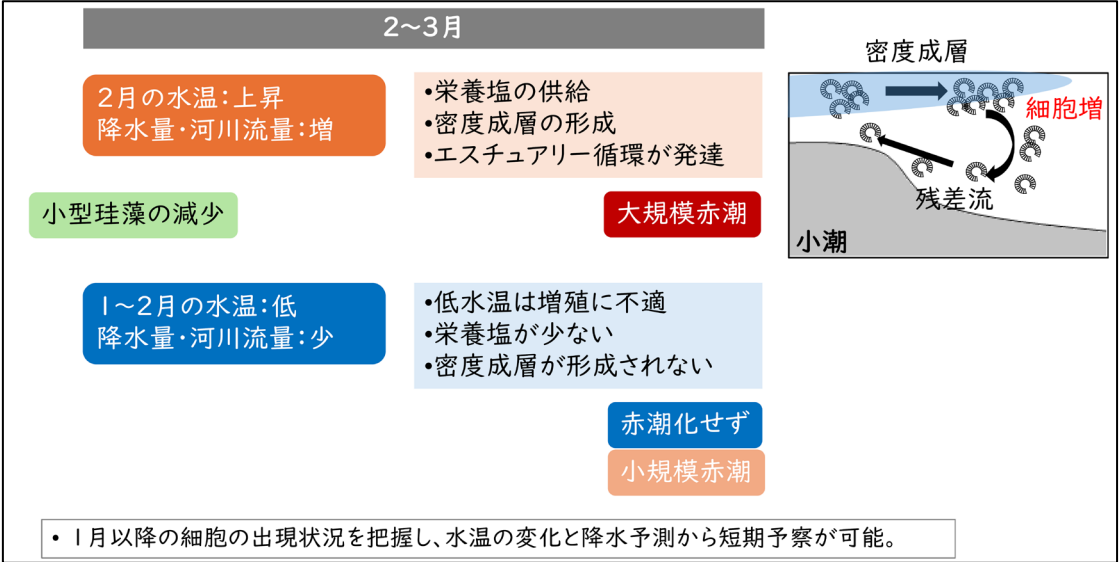 2～3月
2月の水温：上昇
降水量・河川流量：増
•栄養塩の供給
•密度成層の形成
•エスチュアリー循環が発達
密度成層
細胞増
残差流
小潮
小型珪藻の減少
大規模赤潮
1～2月の水温：低
降水量・河川流量：少
•低水温は増殖に不適
•栄養塩が少ない
•密度成層が形成されない
赤潮化せず
小規模赤潮
• 1月以降の細胞の出現状況を把握し、水温の変化と降水予測から短期予察が可能。